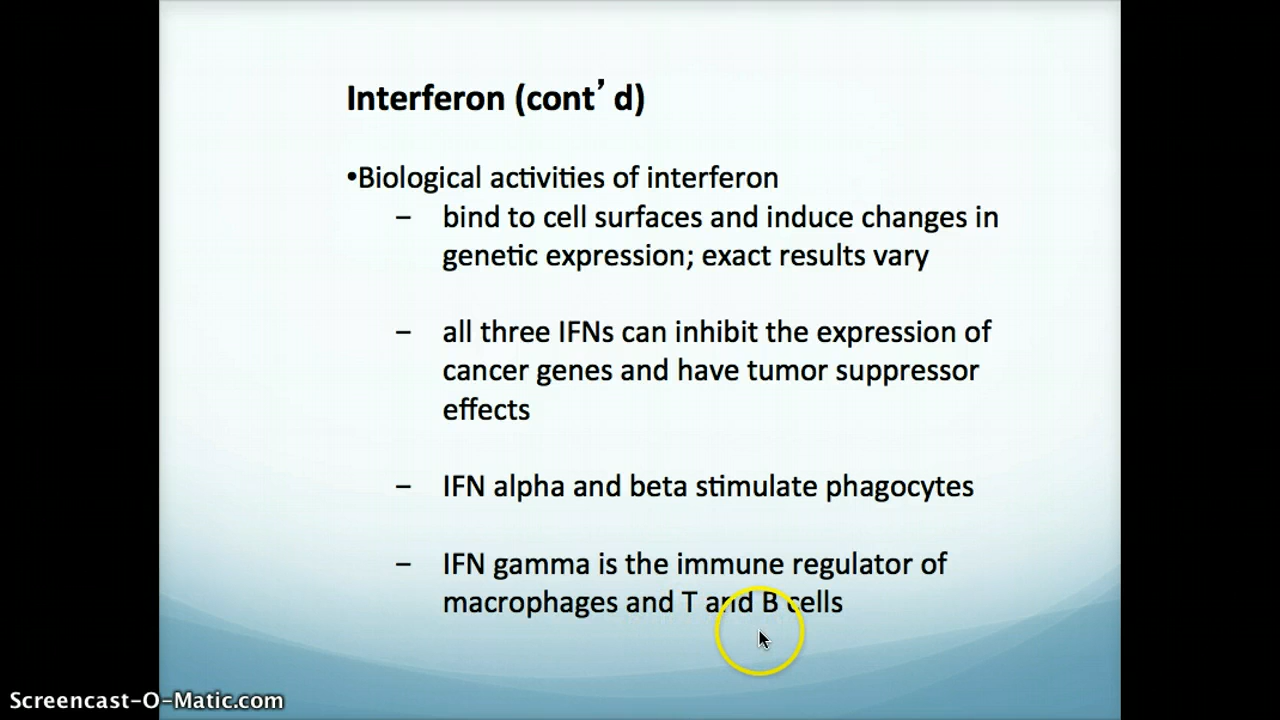 Interferon (cont’d)
•Biological activities of interferon
– bind to cell surfaces and induce changes in
genetic expression; exact results vary
– all three IFNs can inhibit the expression of
cancer genes and have tumor suppressor
effects
– IFN alpha and beta stimulate phagocytes
– IFN gamma is the immune regulator of
macrophages and T and B cells
Screencast-O-Matic.com